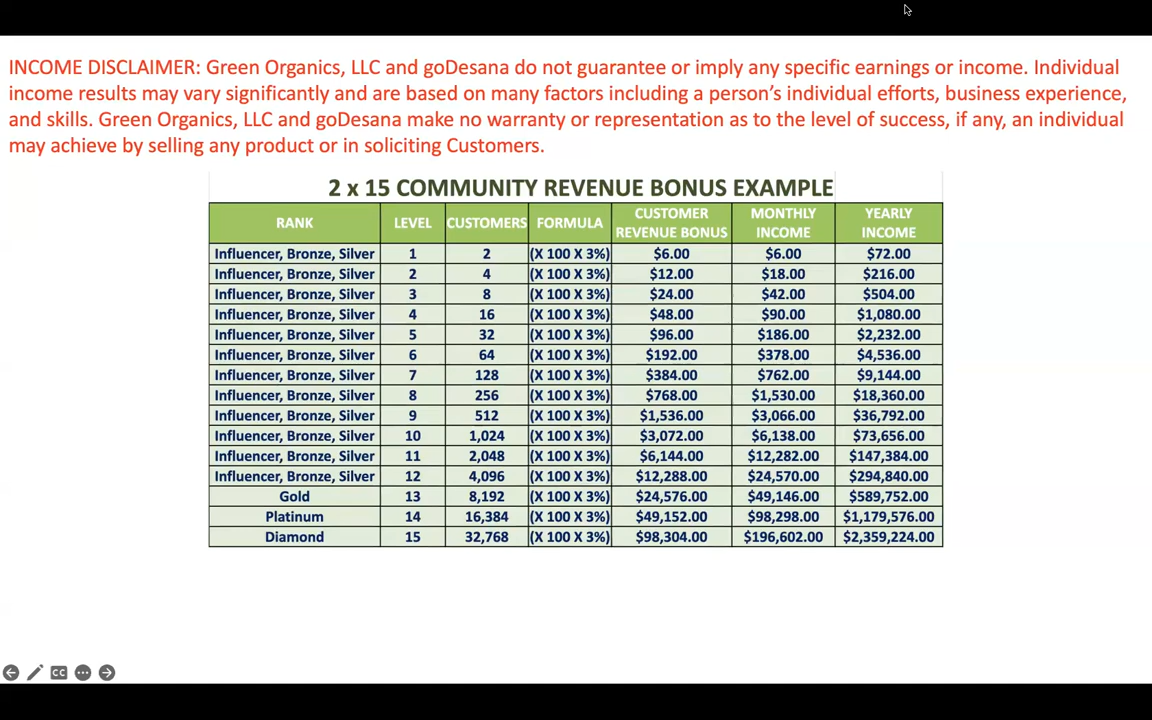 INCOME DISCLAIMER: Green Organics, LLC and goDesana do not guarantee or imply any specific earnings or income. Individual
income results may vary significantly and are based on many factors including a person's individual efforts, business experience,
and skills. Green Organics, LLC and goDesana make no warranty or representation as to the level of success, if any, an individual
may achieve by selling any product or in soliciting Customers.
2 x 15 COMMUNITY REVENUE BONUS EXAMPLE
RANK LEVEL CUSTOMERS FORMULA CUSTOMER REVENUE BONUS MONTHLY INCOME YEARLY INCOME
Influencer, Bronze, Silver 1 2 (X 100 X 3%) $6.00 $6.00 $72.00
Influencer, Bronze, Silver 2 4 (X 100 X 3%) $12.00 $18.00 $216.00
Influencer, Bronze, Silver 3 8 (X 100 X 3%) $24.00 $42.00 $504.00
Influencer, Bronze, Silver 4 16 (X 100 X 3%) $48.00 $90.00 $1,080.00
Influencer, Bronze, Silver 5 32 (X 100 X 3%) $96.00 $186.00 $2,232.00
Influencer, Bronze, Silver 6 64 (X 100 X 3%) $192.00 $378.00 $4,536.00
Influencer, Bronze, Silver 7 128 (X 100 X 3%) $384.00 $762.00 $9,144.00
Influencer, Bronze, Silver 8 256 (X 100 X 3%) $768.00 $1,530.00 $18,360.00
Influencer, Bronze, Silver 9 512 (X 100 X 3%) $1,536.00 $3,066.00 $36,792.00
Influencer, Bronze, Silver 10 1,024 (X 100 X 3%) $3,072.00 $6,138.00 $73,656.00
Influencer, Bronze, Silver 11 2,048 (X 100 X 3%) $6,144.00 $12,282.00 $147,384.00
Influencer, Bronze, Silver 12 4,096 (X 100 X 3%) $12,288.00 $24,570.00 $294,840.00
Gold 13 8,192 (X 100 X 3%) $24,576.00 $49,146.00 $589,752.00
Platinum 14 16,384 (X 100 X 3%) $49,152.00 $98,298.00 $1,179,576.00
Diamond 15 32,768 (X 100 X 3%) $98,304.00 $196,602.00 $2,359,224.00
CC